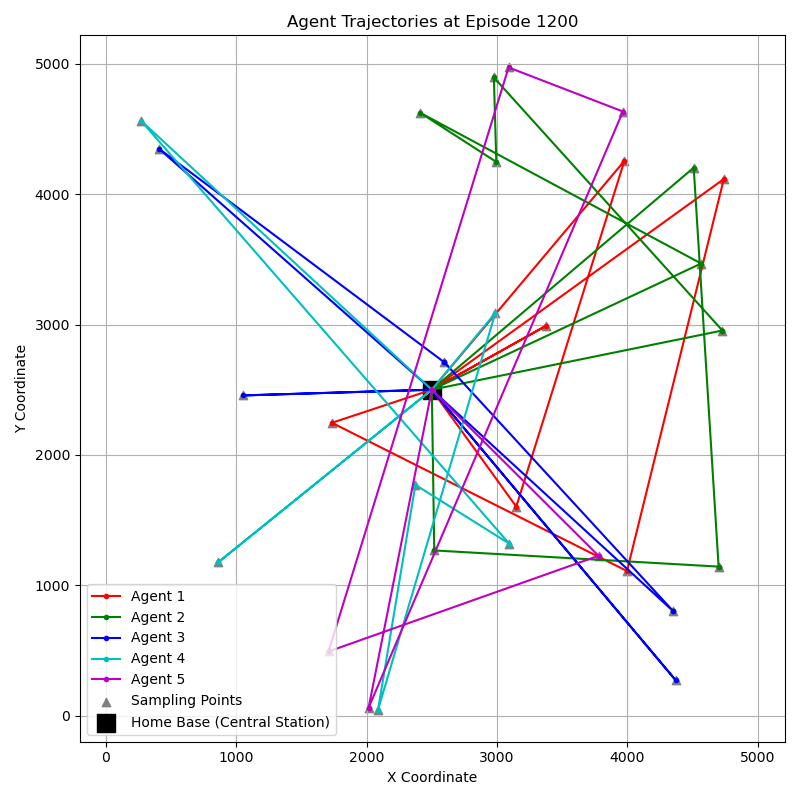 Agent Trajectories at Episode 1200
Y Coordinate
5000
4000
3000
2000
1000
0
Agent 1
Agent 2
Agent 3
Agent 4
Agent 5
Sampling Points
Home Base (Central Station)
0 1000 2000 3000 4000 5000
X Coordinate